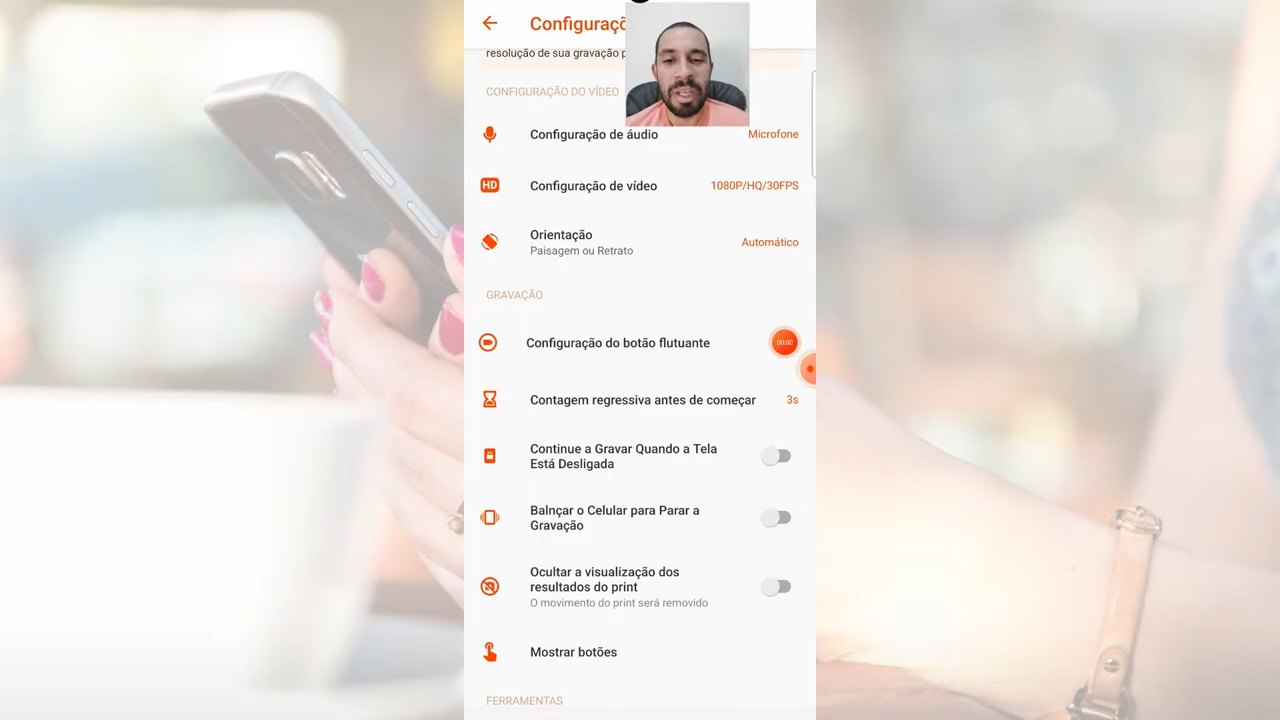 Configuraçõ
resolução de sua gravação p
CONFIGURAÇÃO DO VÍDEO
Configuração de áudio Microfone
HD Configuração de vídeo 1080P/HQ/30FPS
Orientação
Paisagem ou Retrato
Automático
GRAVAÇÃO
Configuração do botão flutuante 00:00
Contagem regressiva antes de começar 3s
Continue a Gravar Quando a Tela
Está Desligada
Balnçar o Celular para Parar a
Gravação
Ocultar a visualização dos
resultados do print
O movimento do print será removido
Mostrar botões
FERRAMENTAS